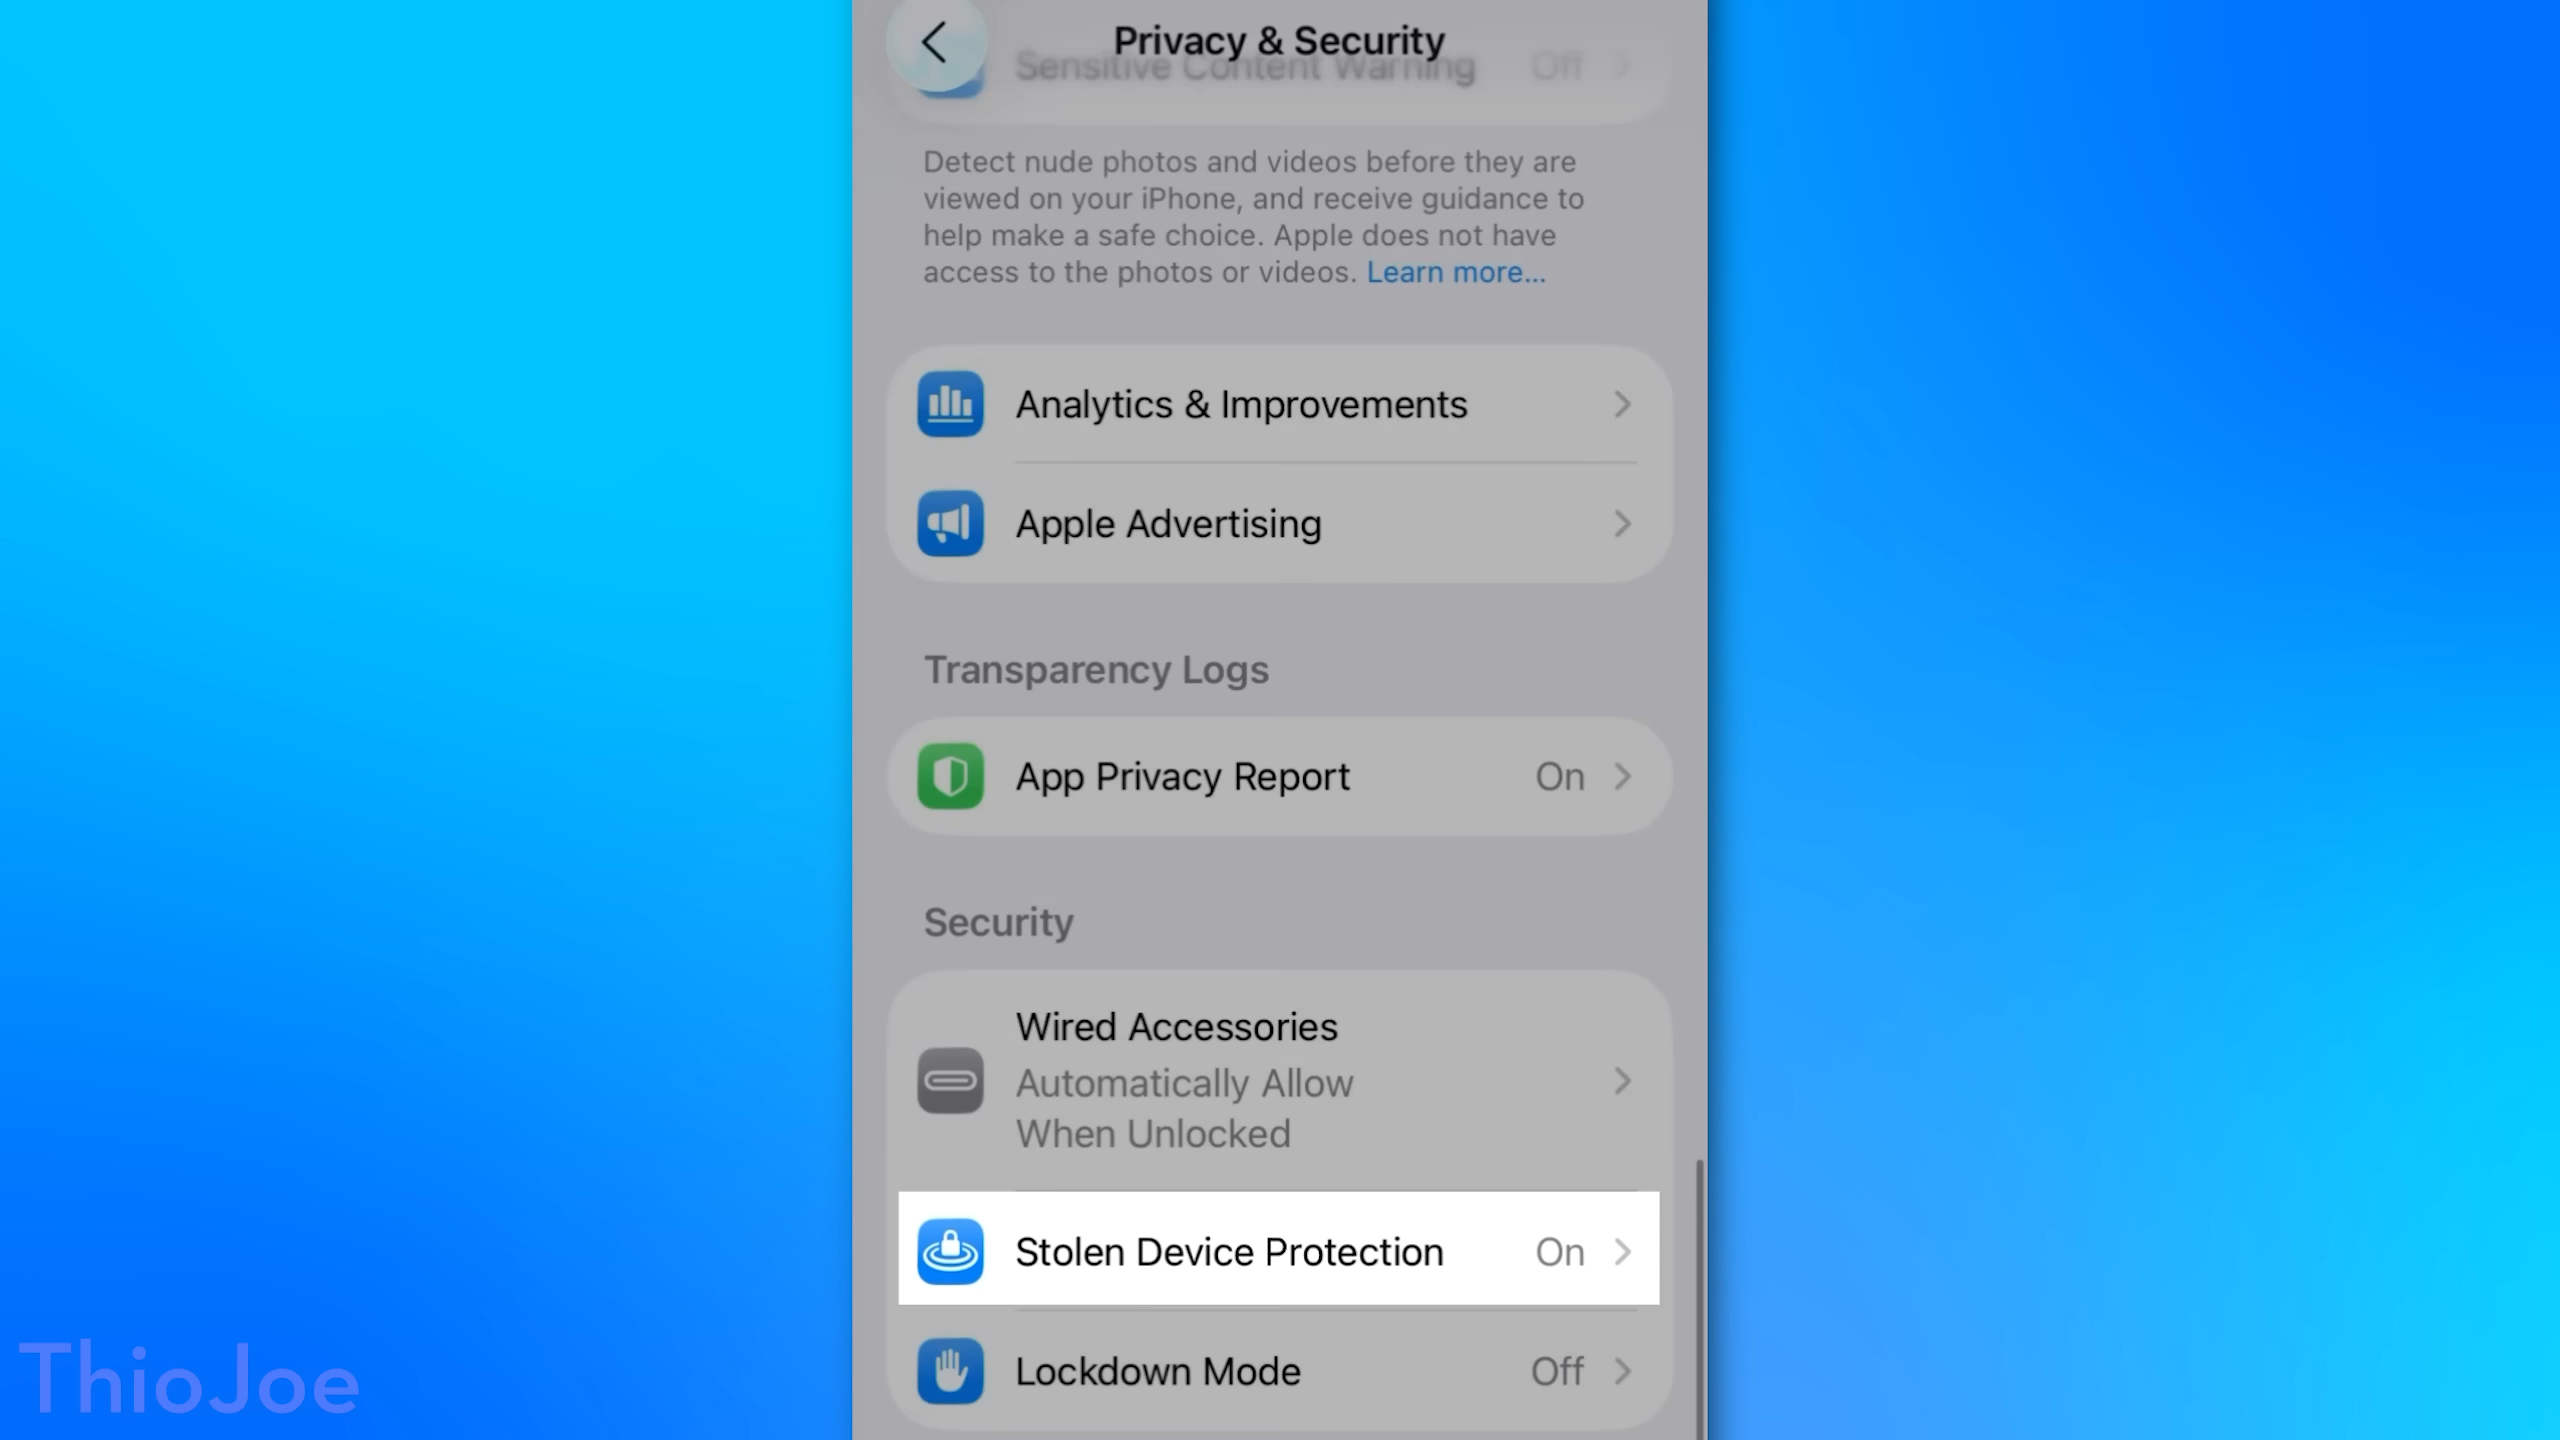 Privacy & Security
Sensitive Content Warning Off
Detect nude photos and videos before they are
viewed on your iPhone, and receive guidance to
help make a safe choice. Apple does not have
access to the photos or videos. Learn more...
Analytics & Improvements
Apple Advertising
Transparency Logs
App Privacy Report On
Security
Wired Accessories
Automatically Allow
When Unlocked
Stolen Device Protection On
Lockdown Mode Off
ThioJoe